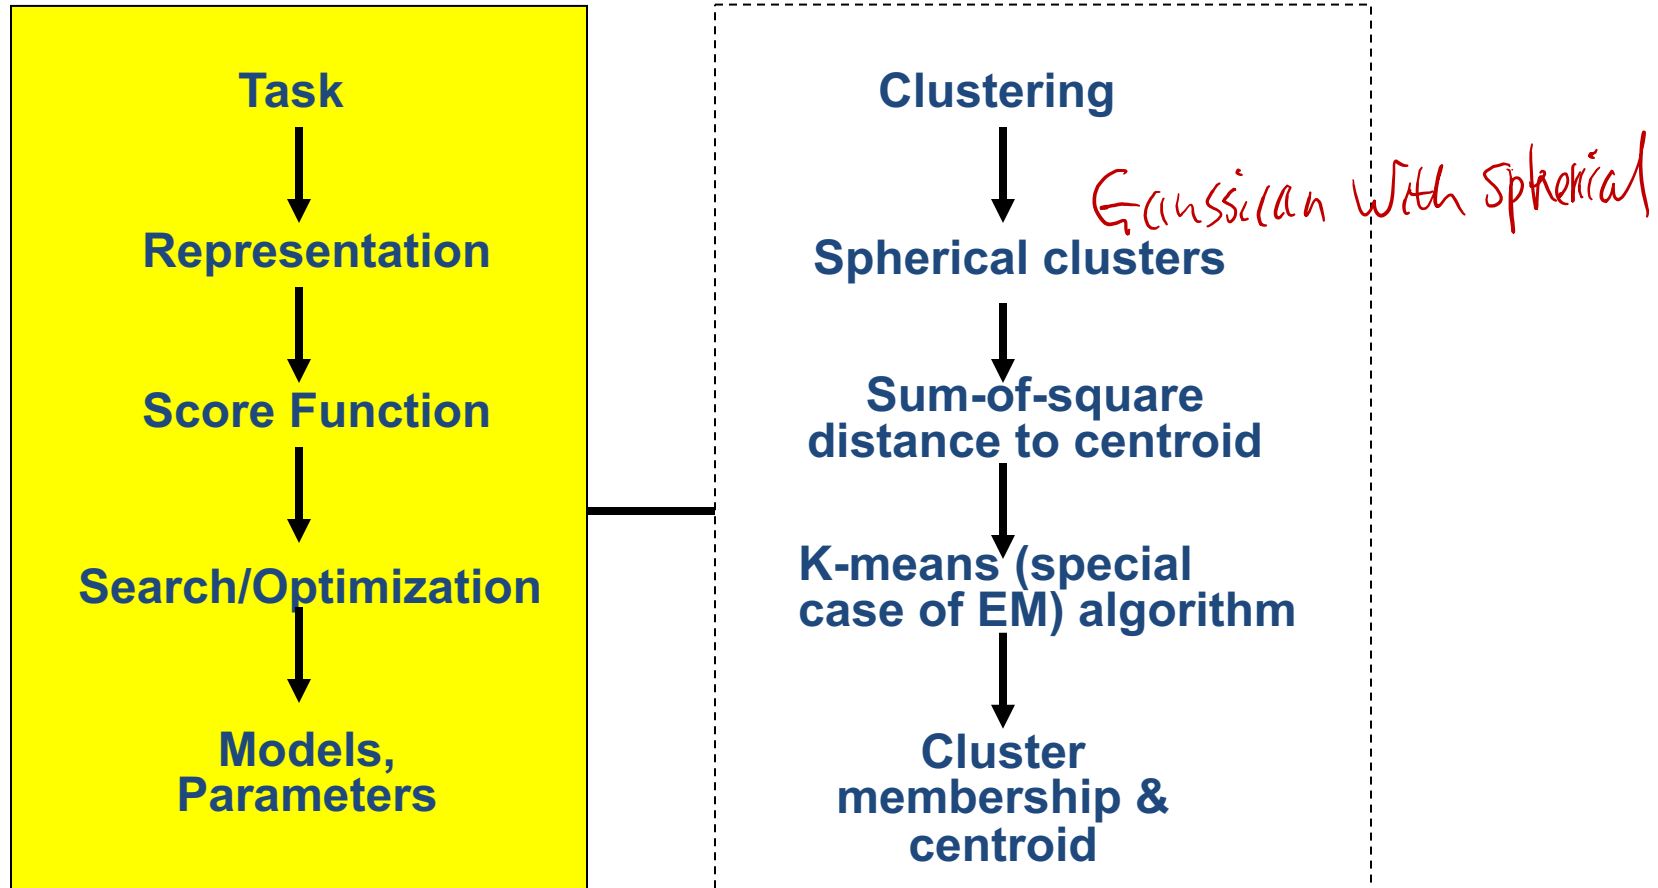 Task
Representation
Score Function
Search/Optimization
Models,
Parameters
Clustering
Gaussican with spherical
Spherical clusters
Sum-of-square
distance to centroid
K-means (special
case of EM) algorithm
Cluster
membership &
centroid